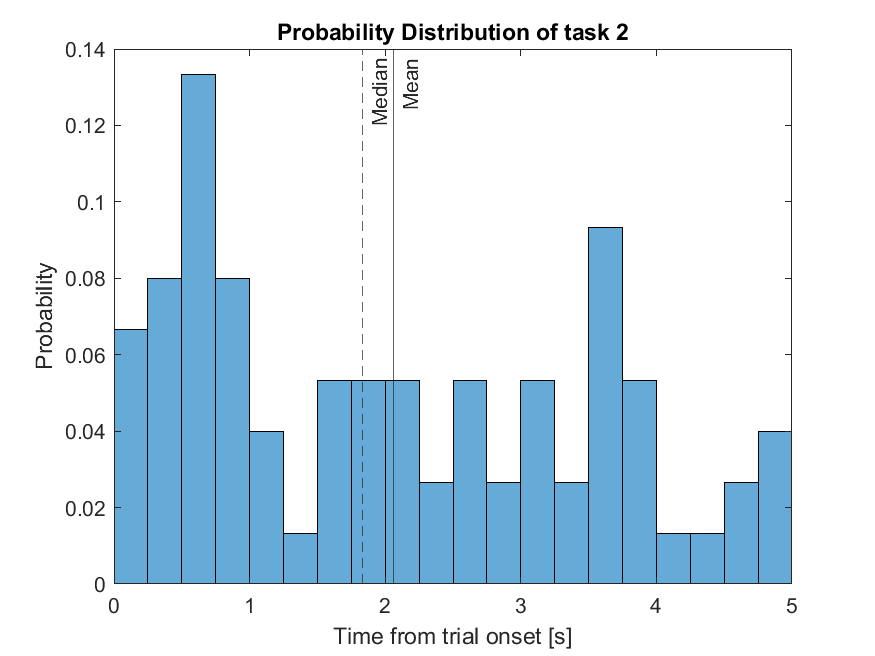 Probability Distribution of task 2
Median
Mean
Probability
0.14
0.12
0.1
0.08
0.06
0.04
0.02
0
0 1 2 3 4 5
Time from trial onset [s]